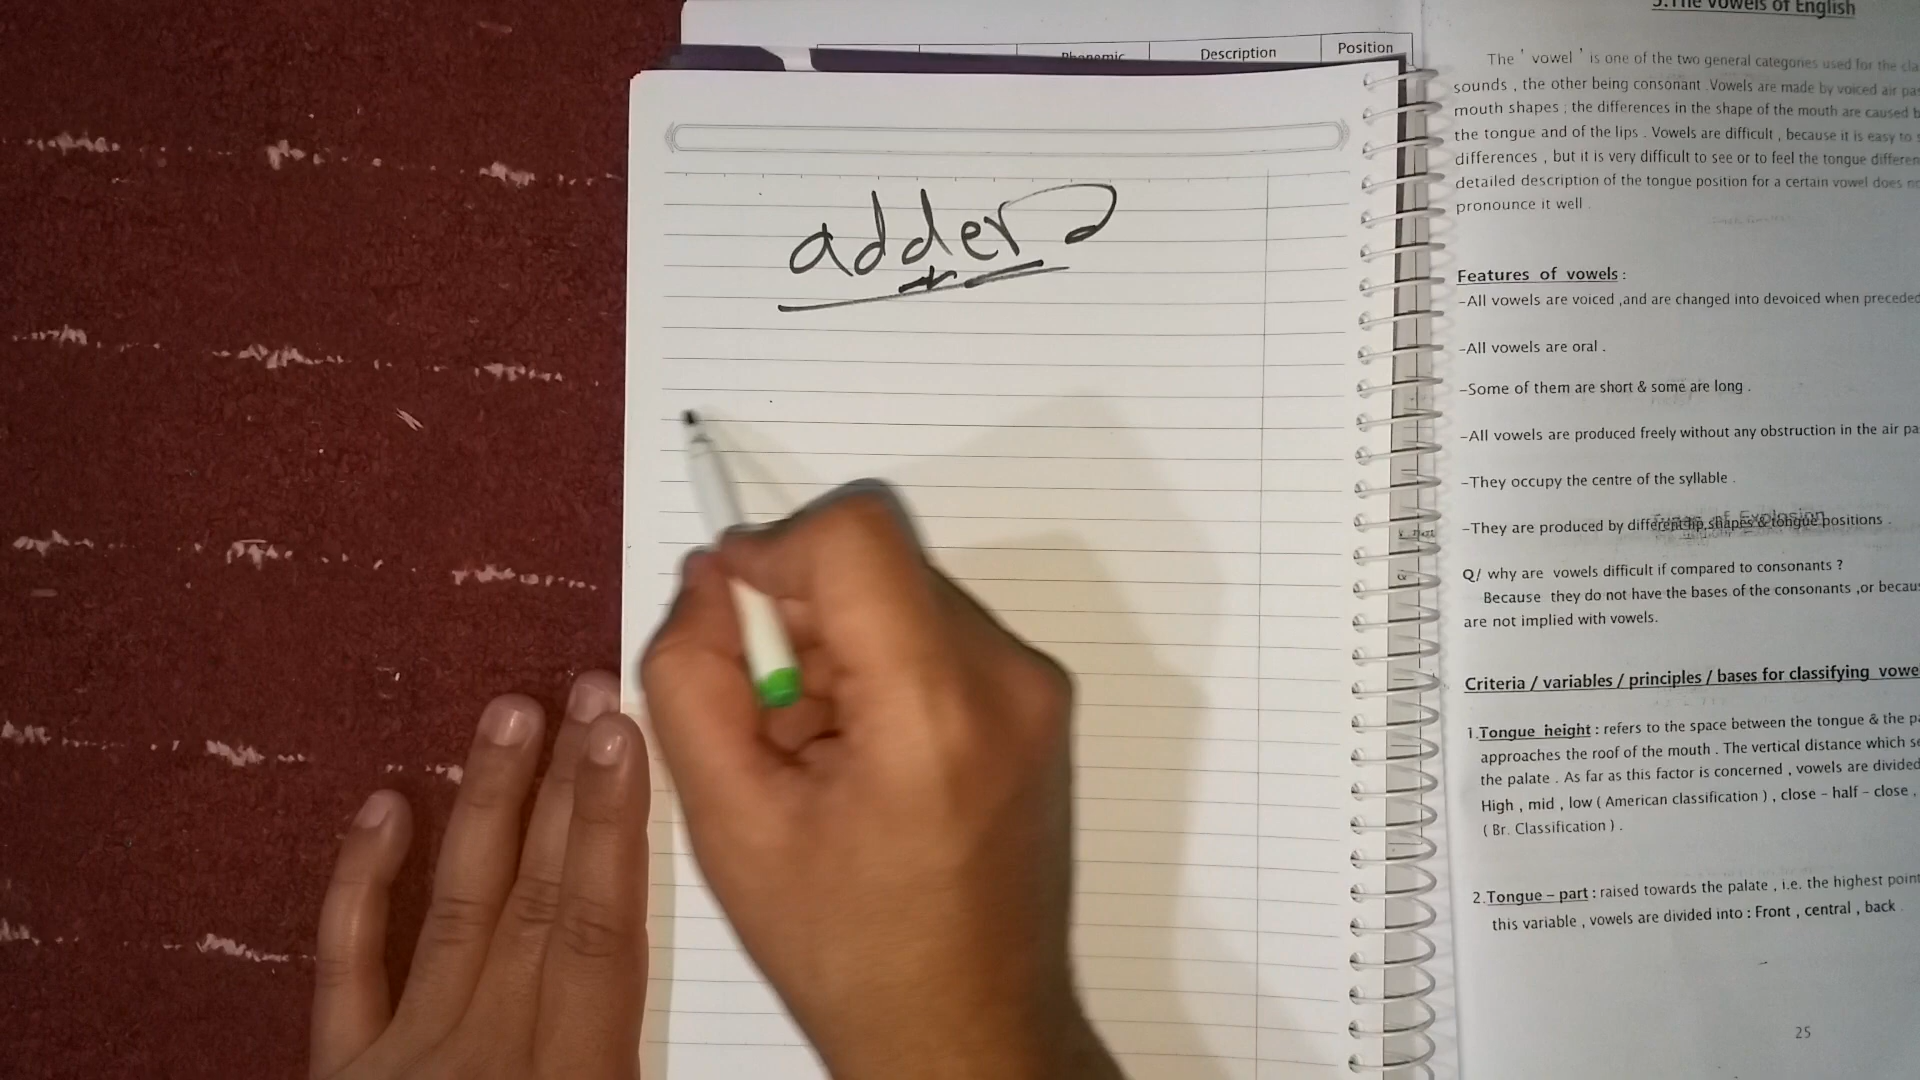 Phonemic Description Position
adder
3.The Vowels of English
The ' vowel ' is one of the two general categories used for the cla
sounds , the other being consonant .Vowels are made by voiced air pas
mouth shapes ; the differences in the shape of the mouth are caused b
the tongue and of the lips . Vowels are difficult , because it is easy to s
differences , but it is very difficult to see or to feel the tongue differen
detailed description of the tongue position for a certain vowel does no
pronounce it well .
Features of vowels :
-All vowels are voiced ,and are changed into devoiced when preceded
-All vowels are oral .
-Some of them are short & some are long .
-All vowels are produced freely without any obstruction in the air pa
-They occupy the centre of the syllable .
-They are produced by different lip,shapes & tongue positions .
Q/ why are vowels difficult if compared to consonants ?
Because they do not have the bases of the consonants ,or becau
are not implied with vowels.
Criteria / variables / principles / bases for classifying vowe
1.Tongue height : refers to the space between the tongue & the pa
approaches the roof of the mouth . The vertical distance which se
the palate . As far as this factor is concerned , vowels are divided
High , mid , low ( American classification ) , close - half - close ,
( Br. Classification ) .
2.Tongue - part : raised towards the palate , i.e. the highest point
this variable , vowels are divided into : Front , central , back .
25